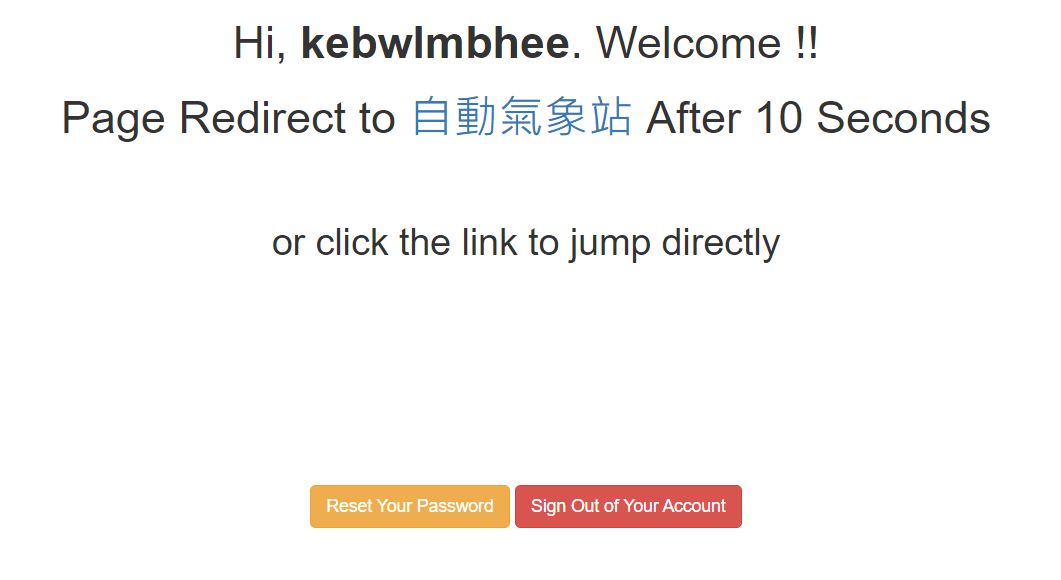 Hi, kebwlmbhee. Welcome !!
Page Redirect to 自動氣象站 After 10 Seconds
or click the link to jump directly
Reset Your Password Sign Out of Your Account